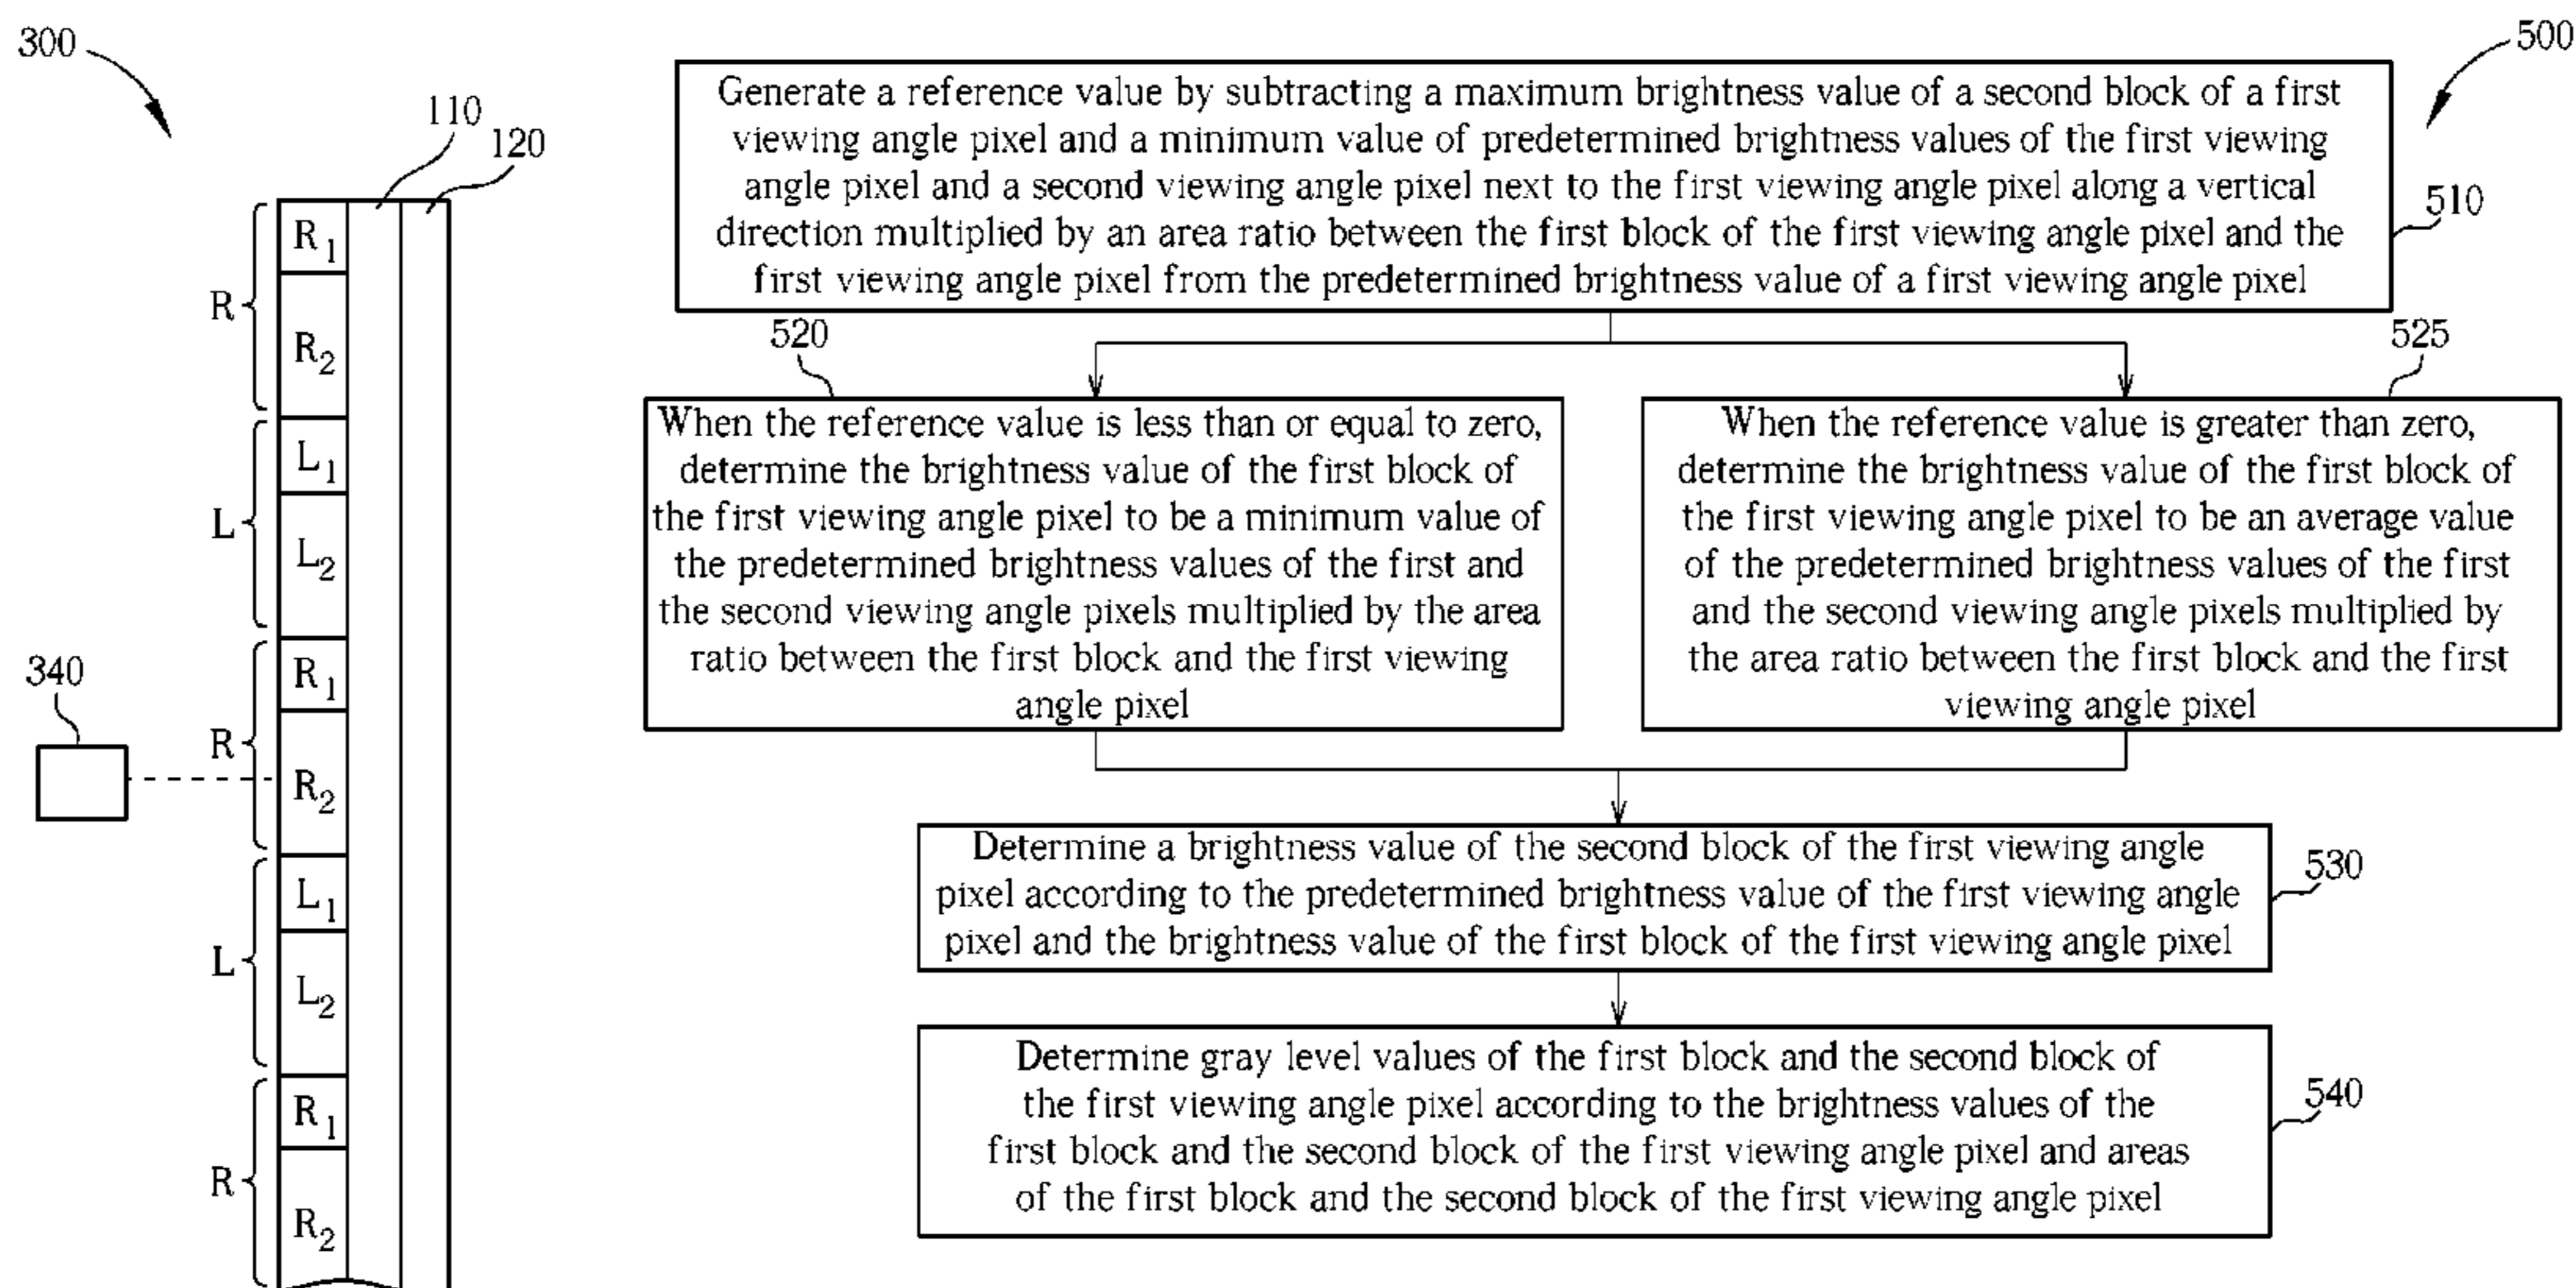 300
110
120
R
R1
R2
L
L1
L2
340
R
R1
R2
L
L1
L2
R
R1
R2
500
Generate a reference value by subtracting a maximum brightness value of a second block of a first
viewing angle pixel and a minimum value of predetermined brightness values of the first viewing
angle pixel and a second viewing angle pixel next to the first viewing angle pixel along a vertical
direction multiplied by an area ratio between the first block of the first viewing angle pixel and the
first viewing angle pixel from the predetermined brightness value of a first viewing angle pixel
510
520
When the reference value is less than or equal to zero,
determine the brightness value of the first block of
the first viewing angle pixel to be a minimum value of
the predetermined brightness values of the first and
the second viewing angle pixels multiplied by the area
ratio between the first block and the first viewing
angle pixel
525
When the reference value is greater than zero,
determine the brightness value of the first block of
the first viewing angle pixel to be an average value
of the predetermined brightness values of the first
and the second viewing angle pixels multiplied by
the area ratio between the first block and the first
viewing angle pixel
Determine a brightness value of the second block of the first viewing angle
pixel according to the predetermined brightness value of the first viewing angle
pixel and the brightness value of the first block of the first viewing angle pixel
530
Determine gray level values of the first block and the second block of
the first viewing angle pixel according to the brightness values of the
first block and the second block of the first viewing angle pixel and areas
of the first block and the second block of the first viewing angle pixel
540